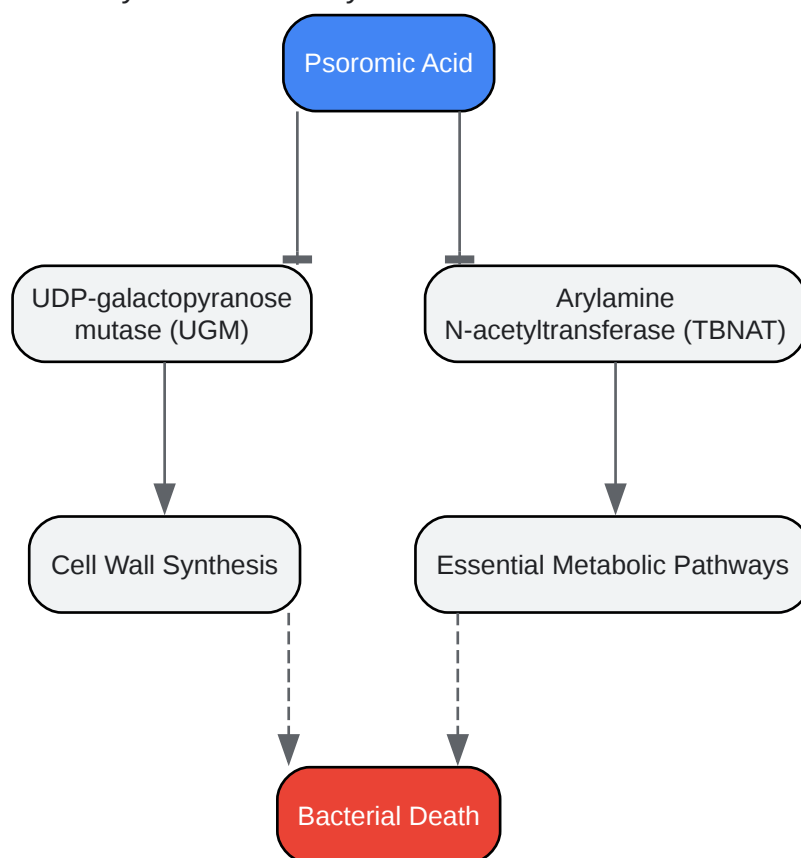 Psoromic Acid
UDP-galactopyranose
mutase (UGM)
Arylamine
N-acetyltransferase (TBNAT)
Cell Wall Synthesis
Essential Metabolic Pathways
Bacterial Death